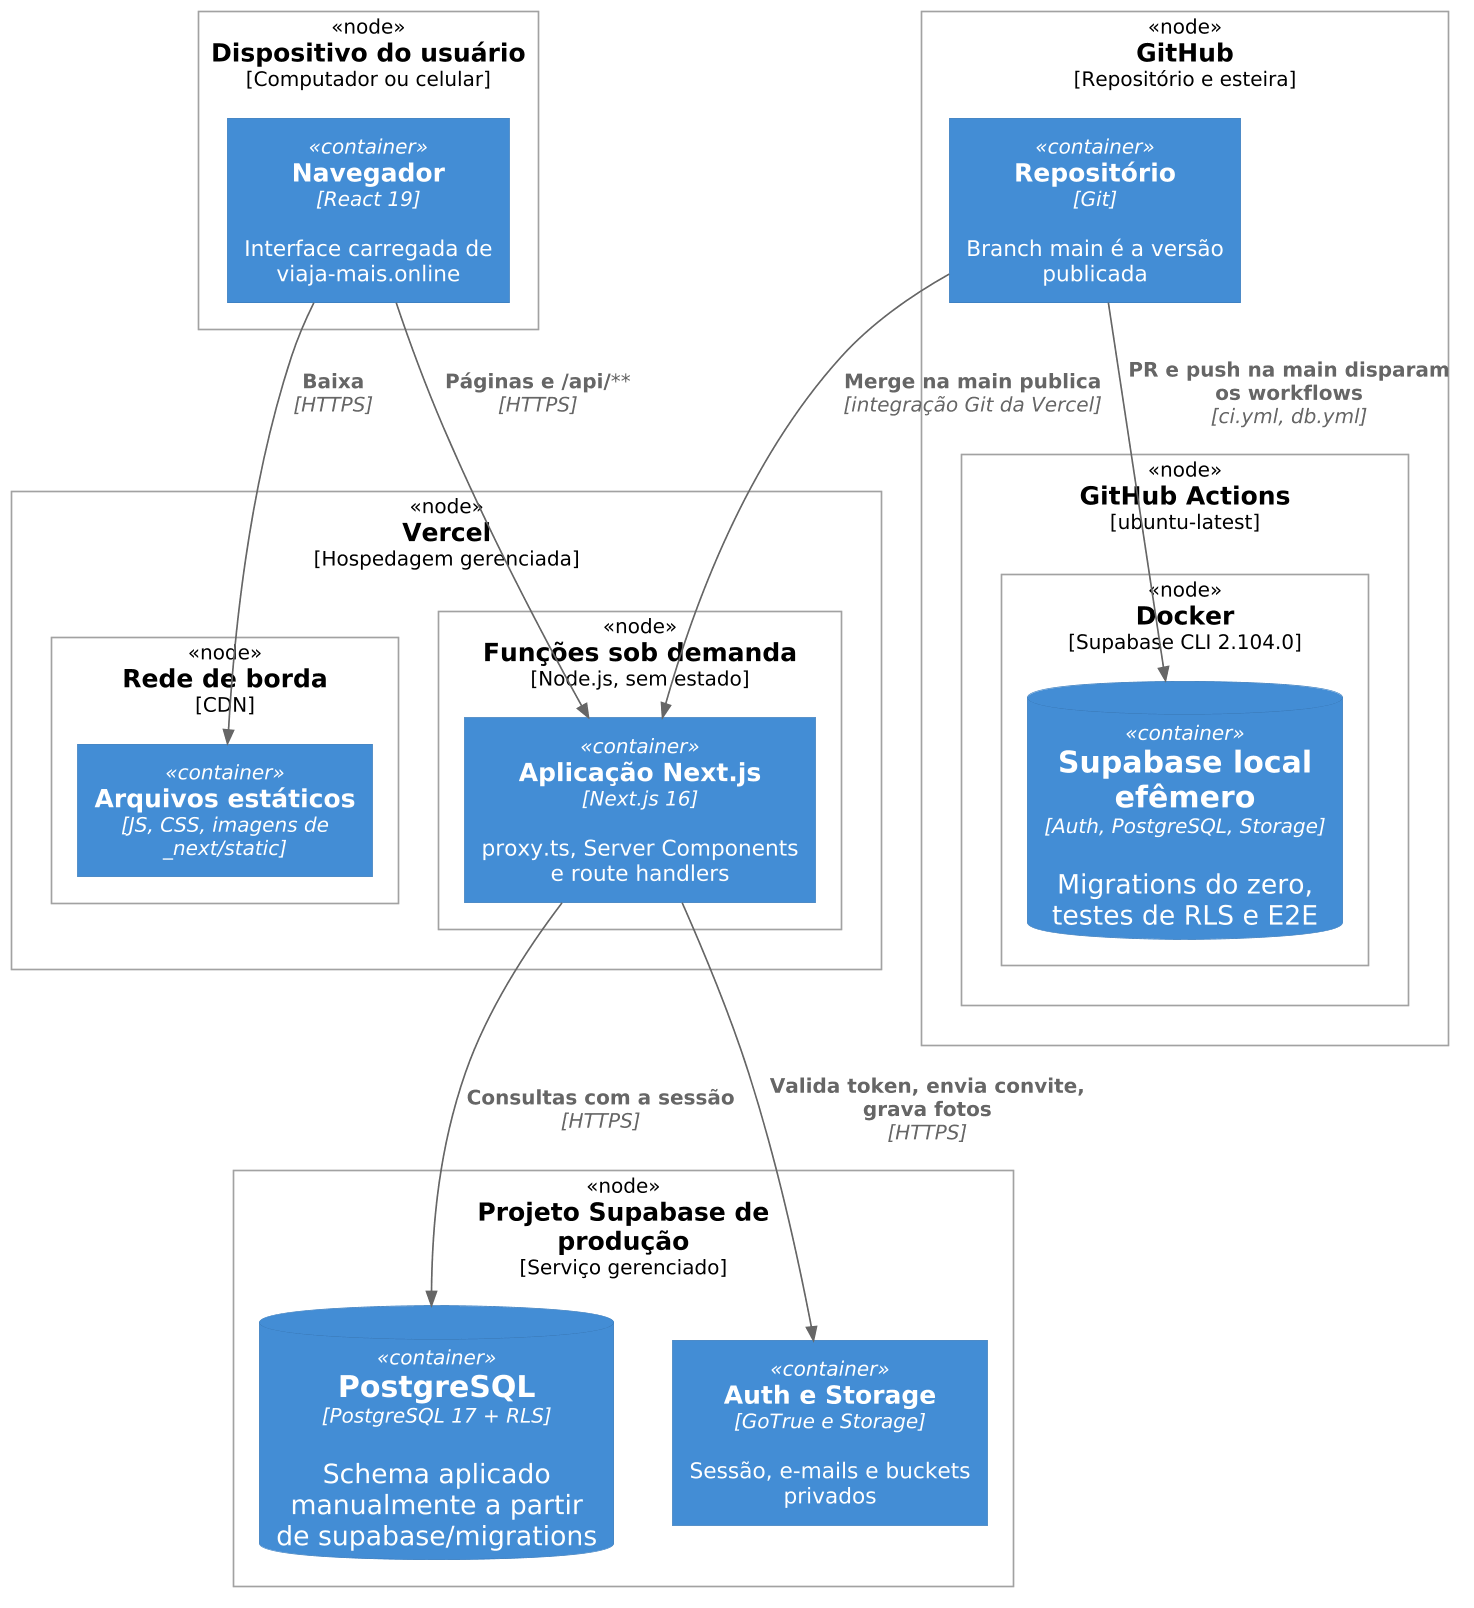 «node»
Dispositivo do usuário
[Computador ou celular]
«container»
Navegador
[React 19]
Interface carregada de
viaja-mais.online
«node»
GitHub
[Repositório e esteira]
«container»
Repositório
[Git]
Branch main é a versão
publicada
Baixa
[HTTPS]
Páginas e /api/**
[HTTPS]
Merge na main publica
[integração Git da Vercel]
PR e push na main disparam
os workflows
[ci.yml, db.yml]
«node»
Vercel
[Hospedagem gerenciada]
«node»
Rede de borda
[CDN]
«container»
Arquivos estáticos
[JS, CSS, imagens de
_next/static]
«node»
Funções sob demanda
[Node.js, sem estado]
«container»
Aplicação Next.js
[Next.js 16]
proxy.ts, Server Components
e route handlers
«node»
GitHub Actions
[ubuntu-latest]
«node»
Docker
[Supabase CLI 2.104.0]
«container»
Supabase local
efêmero
[Auth, PostgreSQL, Storage]
Migrations do zero,
testes de RLS e E2E
Consultas com a sessão
[HTTPS]
Valida token, envia convite,
grava fotos
[HTTPS]
«node»
Projeto Supabase de
produção
[Serviço gerenciado]
«container»
PostgreSQL
[PostgreSQL 17 + RLS]
Schema aplicado
manualmente a partir
de supabase/migrations
«container»
Auth e Storage
[GoTrue e Storage]
Sessão, e-mails e buckets
privados